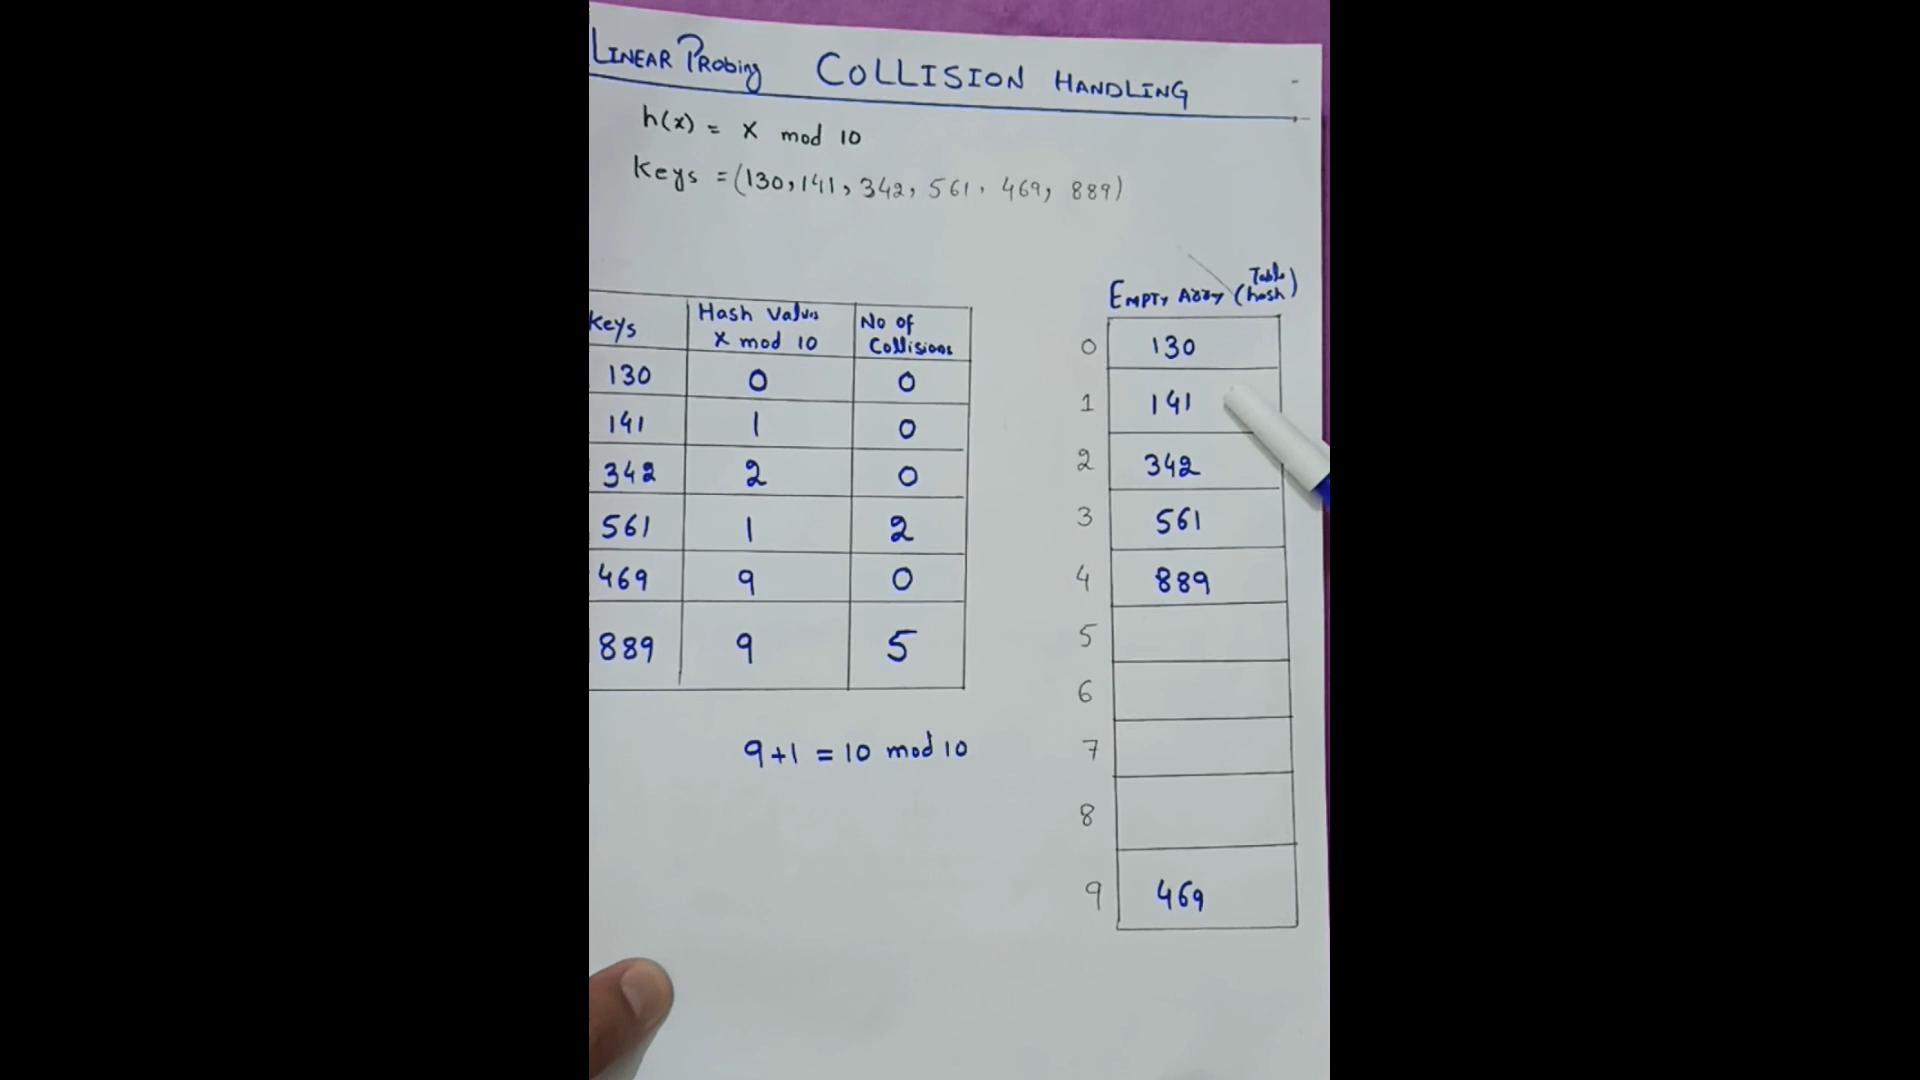 LINEAR PRobing COLLISION HANDLING
h(x) = x mod 10
Keys = (130, 141, 342, 561, 469, 889)
Keys Hash Values x mod 10 No of Collisions
130 0 0
141 1 0
342 2 0
561 1 2
469 9 0
889 9 5
9+1 = 10 mod 10
EMPTy ARRy (Table hash)
0 130
1 141
2 342
3 561
4 889
5
6
7
8
9 469